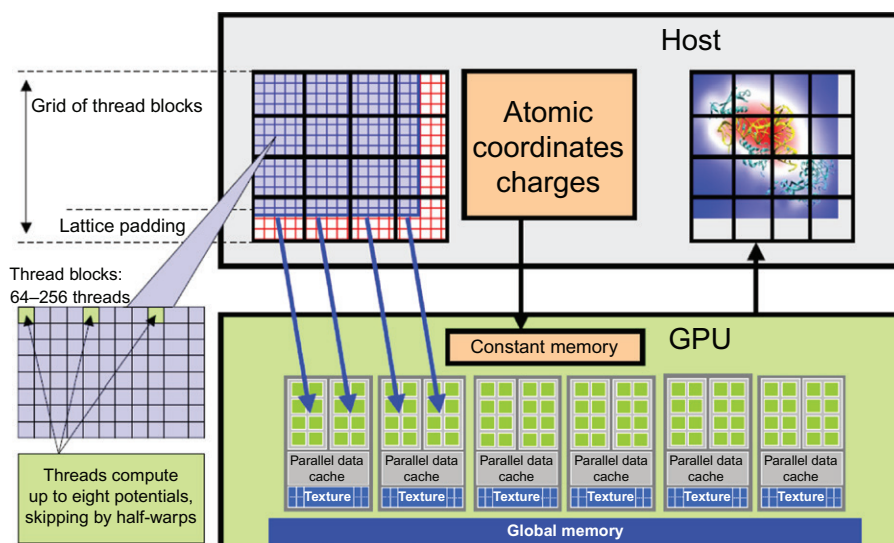 Host
Grid of thread blocks
Atomic
coordinates
charges
Lattice padding
Thread blocks:
64–256 threads
Threads compute
up to eight potentials,
skipping by half-warps
GPU
Constant memory
Parallel data
cache
Texture
Parallel data
cache
Texture
Parallel data
cache
Texture
Parallel data
cache
Texture
Parallel data
cache
Texture
Parallel data
cache
Texture
Global memory